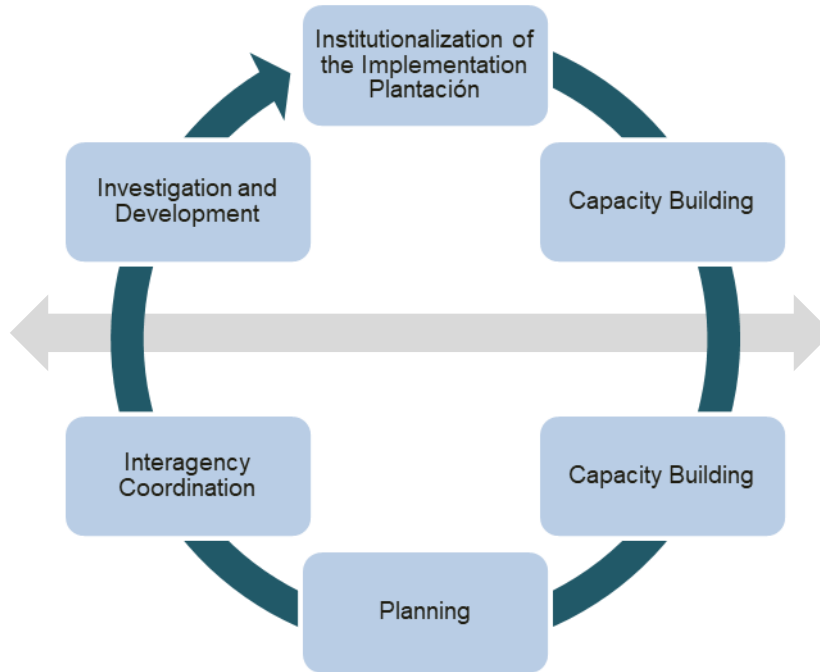 Institutionalization of
the Implementation
Plantación
Investigation and
Development
Capacity Building
Interagency
Coordination
Capacity Building
Planning